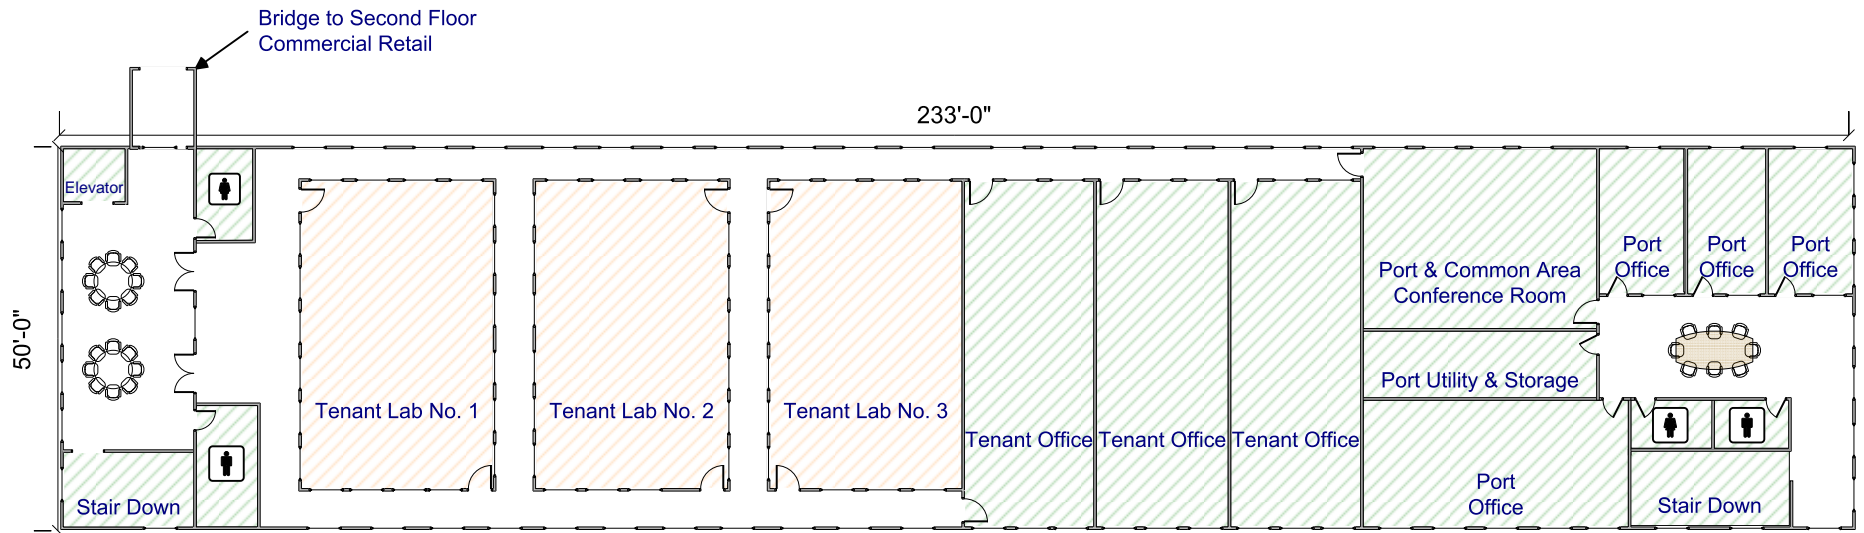 Bridge to Second Floor
Commercial Retail
233'-0"
50'-0"
Elevator
Port
Office
Port
Office
Port
Office
Port & Common Area
Conference Room
Port Utility & Storage
Tenant Lab No. 1
Tenant Lab No. 2
Tenant Lab No. 3
Tenant Office
Tenant Office
Tenant Office
Stair Down
Port
Office
Stair Down